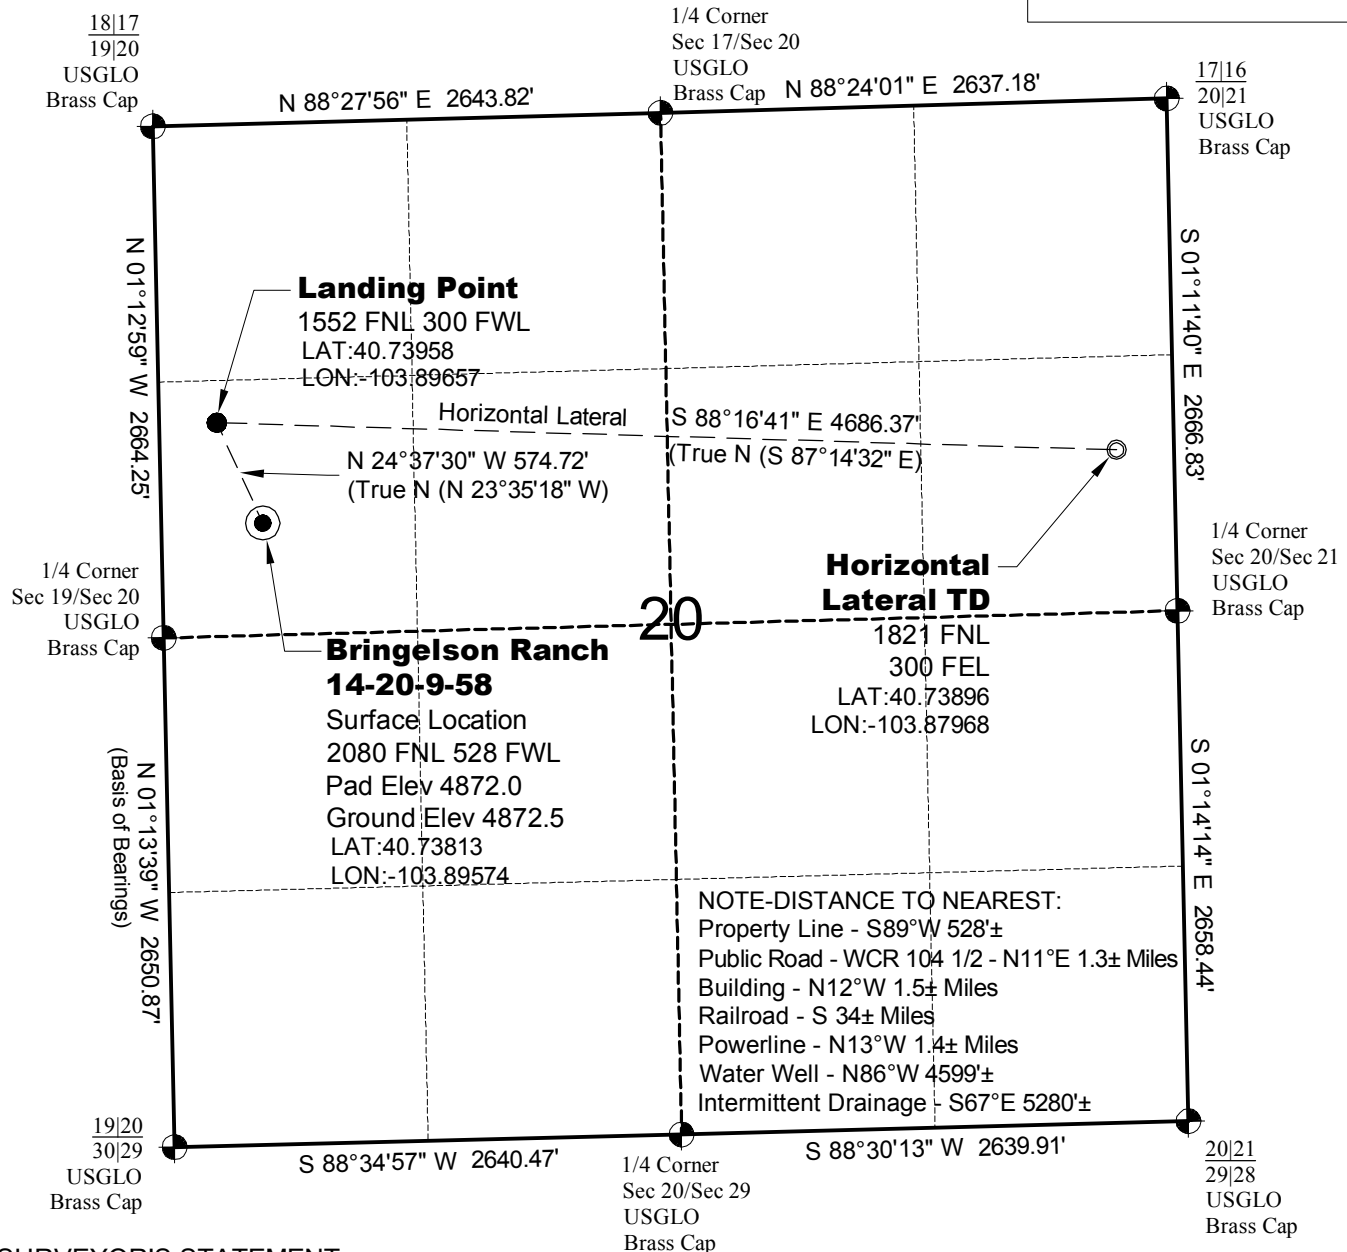 18|17
19|20
USGLO
Brass Cap
1/4 Corner
Sec 17/Sec 20
USGLO
Brass Cap
17|16
20|21
USGLO
Brass Cap
N 88°27'56" E 2643.82'
N 88°24'01" E 2637.18'
N 01°12'59" W 2664.25'
S 01°11'40" E 2666.83'
Landing Point
1552 FNL 300 FWL
LAT:40.73958
LON:-103.89657
Horizontal Lateral
S 88°16'41" E 4686.37'
(True N (S 87°14'32" E)
N 24°37'30" W 574.72'
(True N (N 23°35'18" W)
1/4 Corner
Sec 19/Sec 20
USGLO
Brass Cap
1/4 Corner
Sec 20/Sec 21
USGLO
Brass Cap
Horizontal
Lateral TD
1821 FNL
300 FEL
LAT:40.73896
LON:-103.87968
20
Bringelson Ranch
14-20-9-58
Surface Location
2080 FNL 528 FWL
Pad Elev 4872.0
Ground Elev 4872.5
LAT:40.73813
LON:-103.89574
N 01°13'39" W 2650.87'
(Basis of Bearings)
S 01°14'14" E 2658.44'
NOTE-DISTANCE TO NEAREST:
Property Line - S89°W 528'±
Public Road - WCR 104 1/2 - N11°E 1.3± Miles
Building - N12°W 1.5± Miles
Railroad - S 34± Miles
Powerline - N13°W 1.4± Miles
Water Well - N86°W 4599'±
Intermittent Drainage - S67°E 5280'±
19|20
30|29
USGLO
Brass Cap
S 88°34'57" W 2640.47'
S 88°30'13" W 2639.91'
1/4 Corner
Sec 20/Sec 29
USGLO
Brass Cap
20|21
29|28
USGLO
Brass Cap
SURVEYOR'S STATEMENT